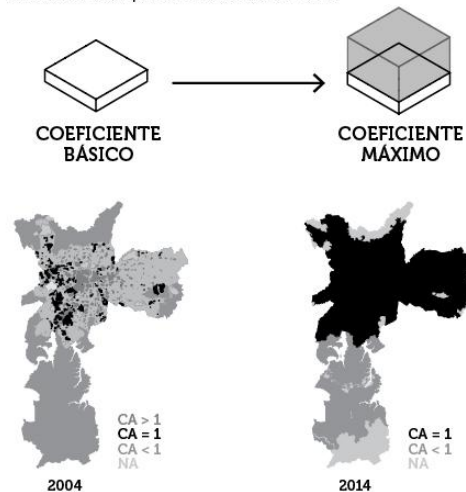 COEFICIENTE
BÁSICO
COEFICIENTE
MÁXIMO
CA > 1
CA = 1
CA < 1
NA
2004
CA = 1
CA < 1
NA
2014